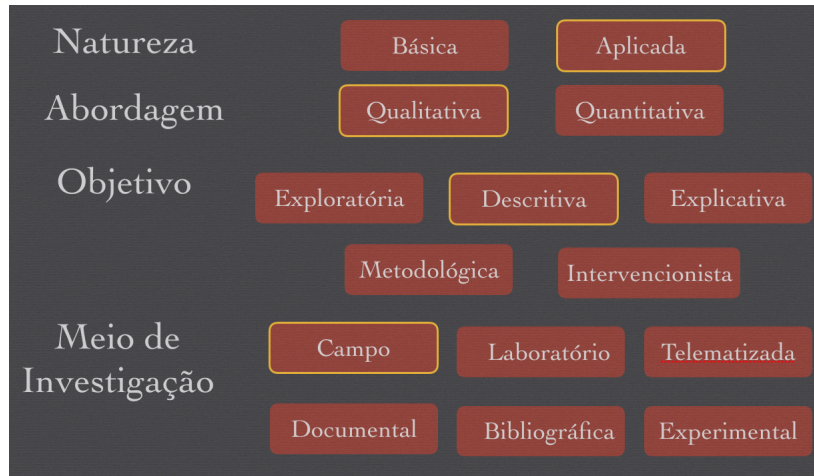 Natureza Básica Aplicada
Abordagem Qualitativa Quantitativa
Objetivo Exploratória Descritiva Explicativa
Metodológica Intervencionista
Meio de Investigação
Campo Laboratório Telematizada
Documental Bibliográfica Experimental